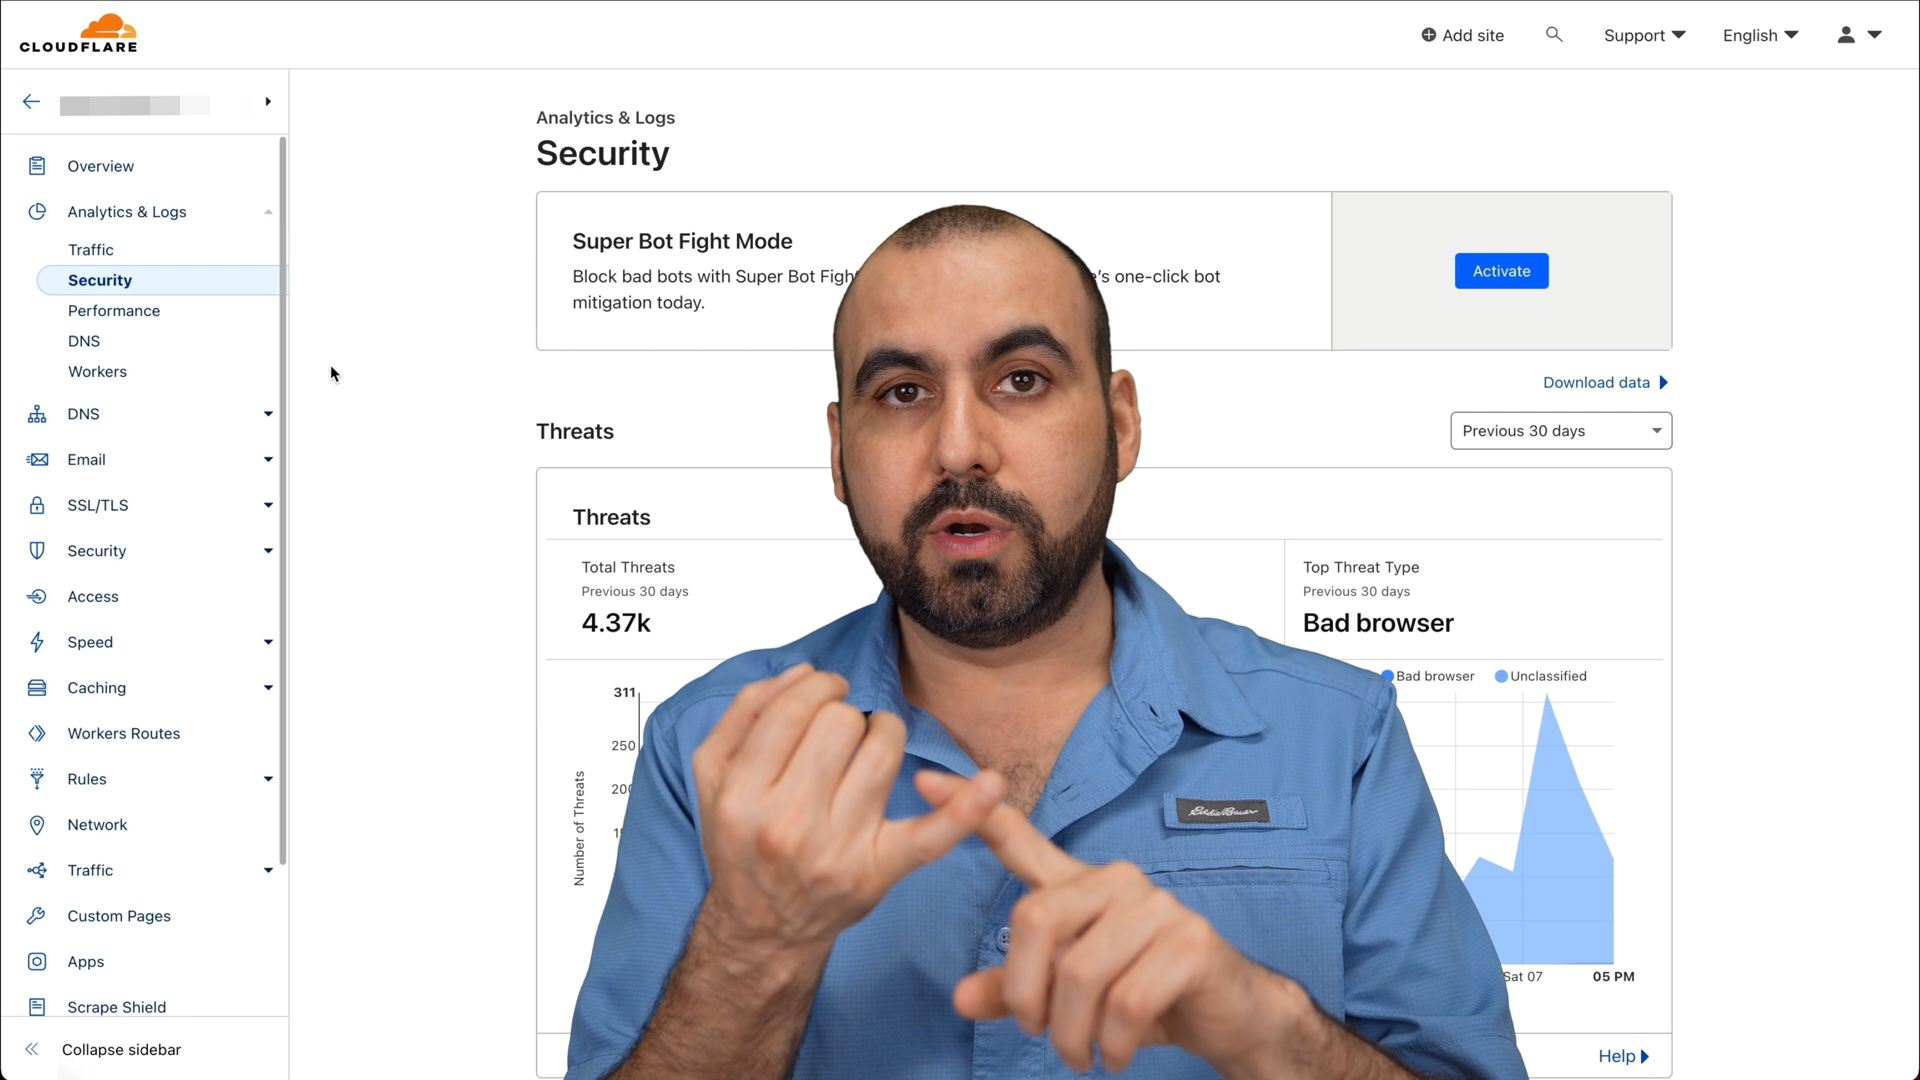 CLOUDFLARE
Add site
Support
English
Overview
Analytics & Logs
Traffic
Security
Performance
DNS
Workers
DNS
Email
SSL/TLS
Security
Access
Speed
Caching
Workers Routes
Rules
Network
Traffic
Custom Pages
Apps
Scrape Shield
Collapse sidebar
Analytics & Logs
Security
Super Bot Fight Mode
Block bad bots with Super Bot 's one-click bot
mitigation today.
Activate
Download data
Threats
Previous 30 days
Threats
Total Threats
Previous 30 days
4.37k
Top Threat Type
Previous 30 days
Bad browser
Bad browser
Unclassified
311
250
Number of Threats
Sat 07
05 PM
Help
Eddie Bauer